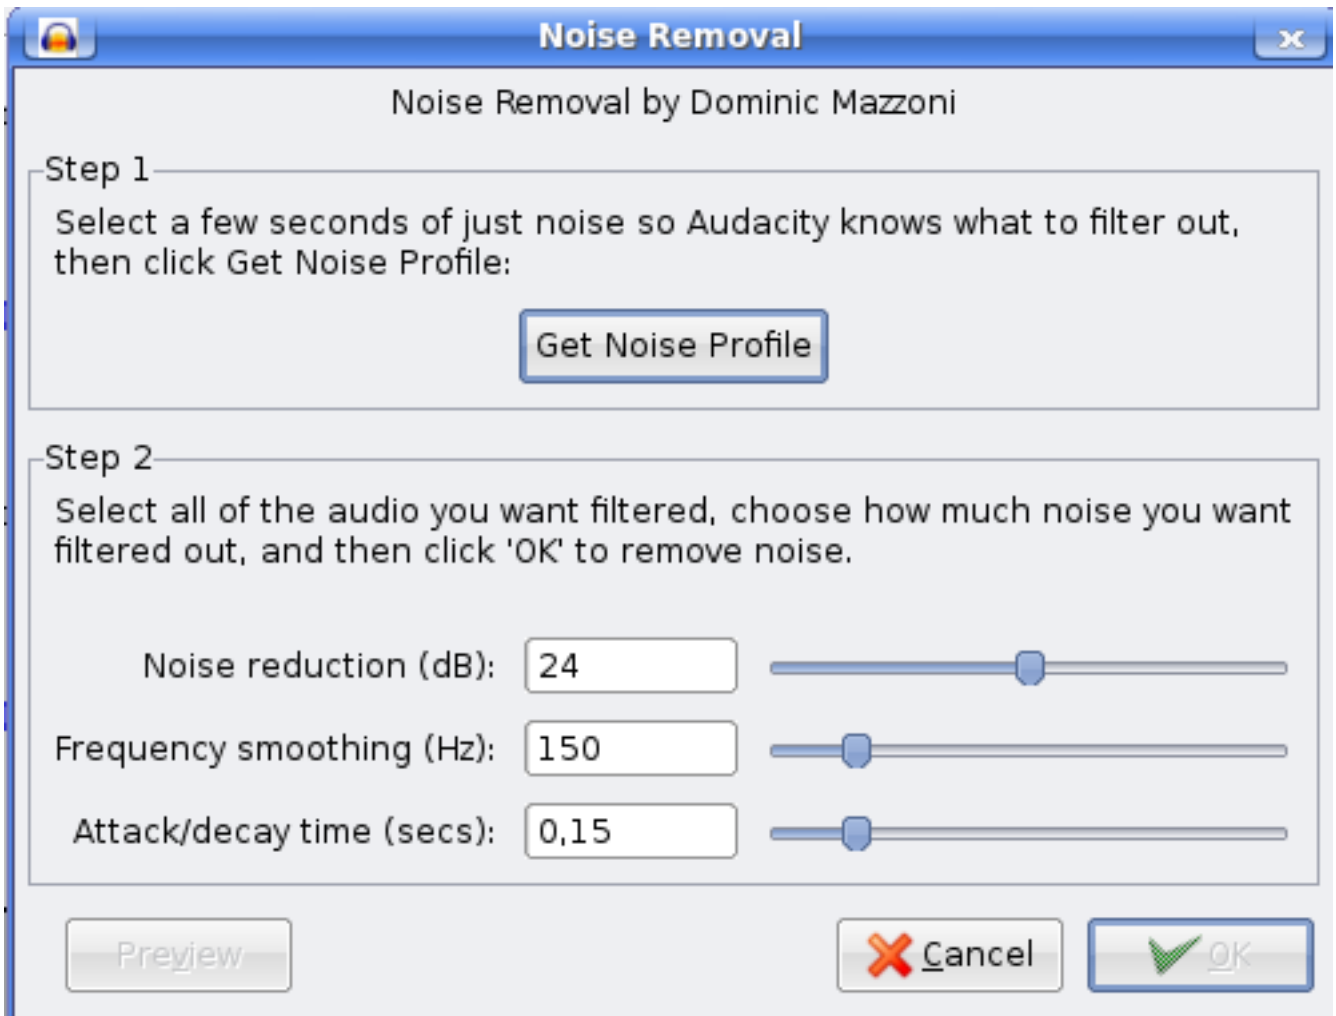 Noise Removal
Noise Removal by Dominic Mazzoni
Step 1
Select a few seconds of just noise so Audacity knows what to filter out,
then click Get Noise Profile:
Get Noise Profile
Step 2
Select all of the audio you want filtered, choose how much noise you want
filtered out, and then click 'OK' to remove noise.
Noise reduction (dB): 24
Frequency smoothing (Hz): 150
Attack/decay time (secs): 0,15
Preview Cancel OK